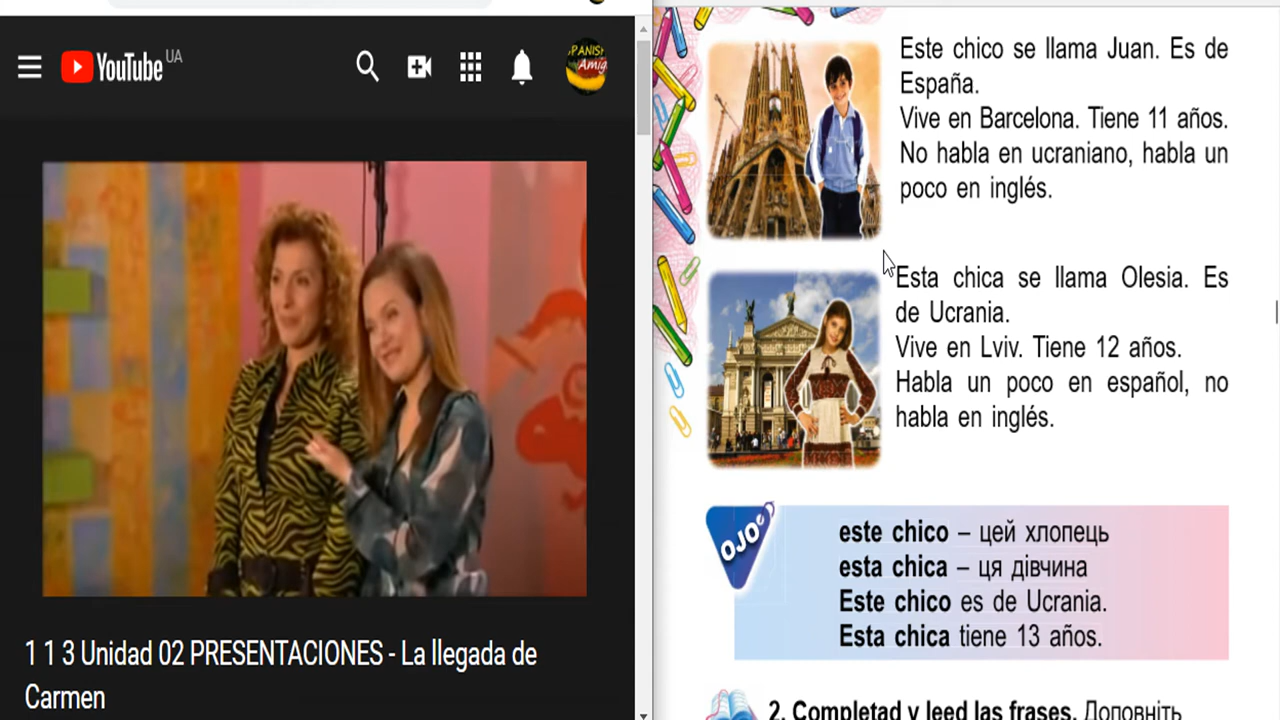 YouTube UA
SPANISH
Amig
1 1 3 Unidad 02 PRESENTACIONES - La llegada de
Carmen
Este chico se llama Juan. Es de
España.
Vive en Barcelona. Tiene 11 años.
No habla en ucraniano, habla un
poco en inglés.
Esta chica se llama Olesia. Es
de Ucrania.
Vive en Lviv. Tiene 12 años.
Habla un poco en español, no
habla en inglés.
OJO
este chico – цей хлопець
esta chica – ця дівчина
Este chico es de Ucrania.
Esta chica tiene 13 años.
2. Completad y leed las frases. Доповніть